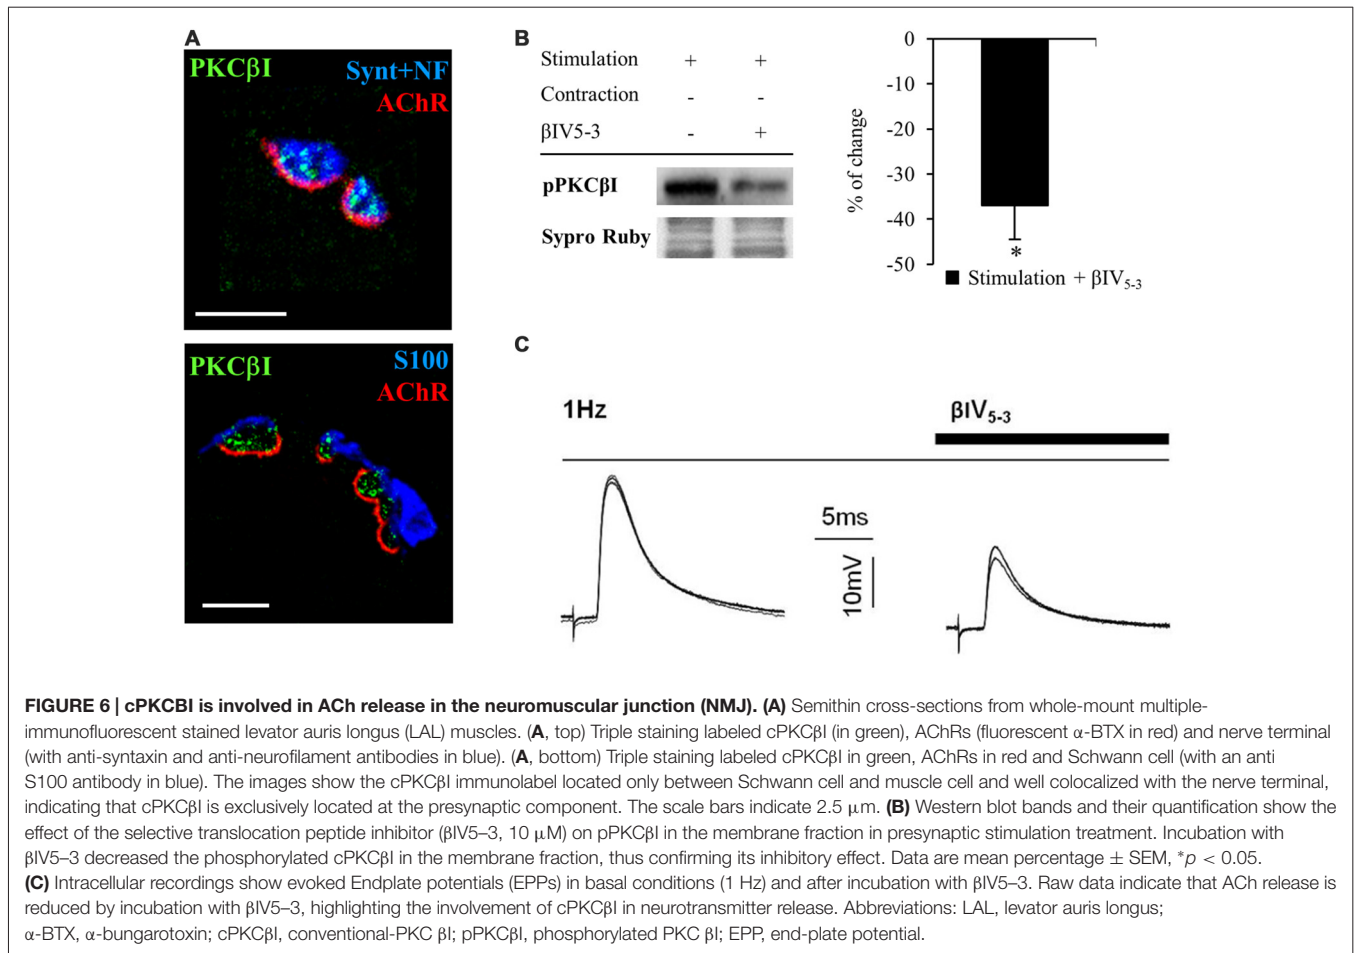 A
PKCβI
Synt+NF
AChR
PKCβI
S100
AChR
B
Stimulation + +
Contraction - -
βIV5-3 - +
pPKCβI
Sypro Ruby
% of change
0
-10
-20
-30
-40
-50
*
Stimulation + βIV5-3
C
1Hz
βIV5-3
5ms
10mV
FIGURE 6 | cPKCBI is involved in ACh release in the neuromuscular junction (NMJ). (A) Semithin cross-sections from whole-mount multiple-
immunofluorescent stained levator auris longus (LAL) muscles. (A, top) Triple staining labeled cPKCβI (in green), AChRs (fluorescent α-BTX in red) and nerve terminal
(with anti-syntaxin and anti-neurofilament antibodies in blue). (A, bottom) Triple staining labeled cPKCβI in green, AChRs in red and Schwann cell (with an anti
S100 antibody in blue). The images show the cPKCβI immunolabel located only between Schwann cell and muscle cell and well colocalized with the nerve terminal,
indicating that cPKCβI is exclusively located at the presynaptic component. The scale bars indicate 2.5 μm. (B) Western blot bands and their quantification show the
effect of the selective translocation peptide inhibitor (βIV5–3, 10 μM) on pPKCβI in the membrane fraction in presynaptic stimulation treatment. Incubation with
βIV5–3 decreased the phosphorylated cPKCβI in the membrane fraction, thus confirming its inhibitory effect. Data are mean percentage ± SEM, *p < 0.05.
(C) Intracellular recordings show evoked Endplate potentials (EPPs) in basal conditions (1 Hz) and after incubation with βIV5–3. Raw data indicate that ACh release is
reduced by incubation with βIV5–3, highlighting the involvement of cPKCβI in neurotransmitter release. Abbreviations: LAL, levator auris longus;
α-BTX, α-bungarotoxin; cPKCβI, conventional-PKC βI; pPKCβI, phosphorylated PKC βI; EPP, end-plate potential.